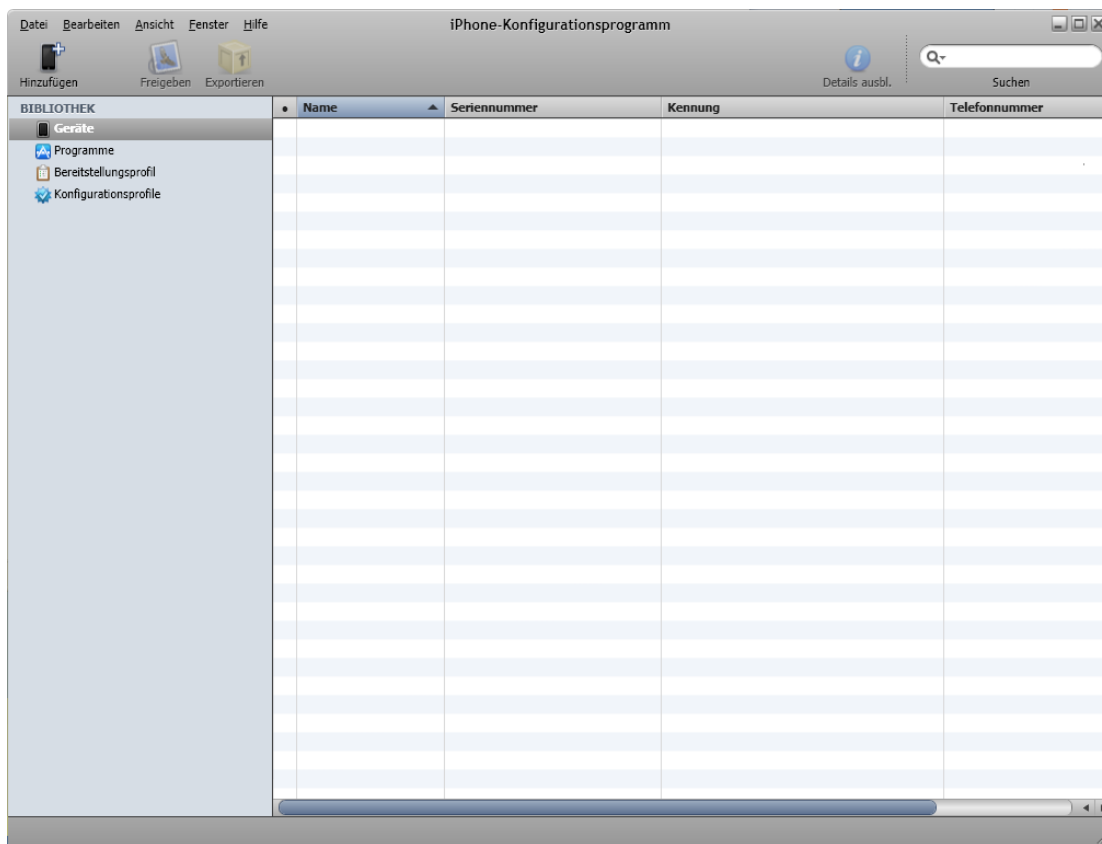 Datei Bearbeiten Ansicht Fenster Hilfe iPhone-Konfigurationsprogramm
Hinzufügen Freigeben Exportieren Details ausbl. Suchen
BIBLIOTHEK
Geräte
Programme
Bereitstellungsprofil
Konfigurationsprofile
Name Seriennummer Kennung Telefonnummer